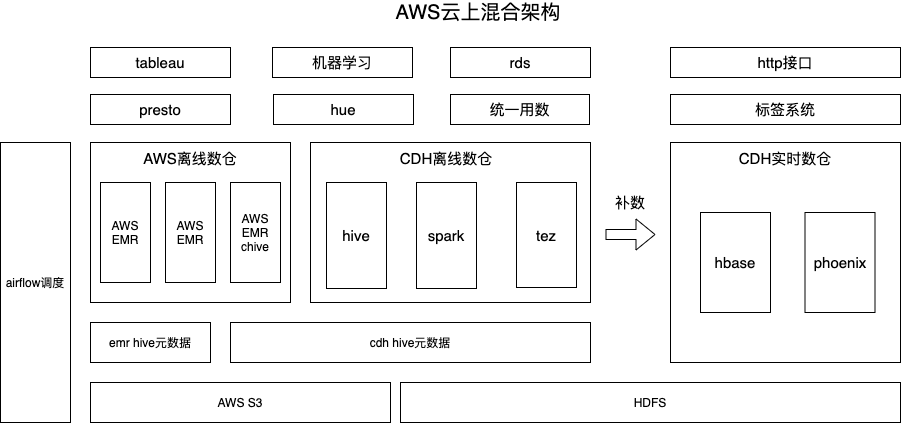 AWS云上混合架构
tableau
机器学习
rds
http接口
presto
hue
统一用数
标签系统
airflow调度
AWS离线数仓
AWS
EMR
AWS
EMR
AWS
EMR
chive
CDH离线数仓
hive
spark
tez
补数
CDH实时数仓
hbase
phoenix
emr hive元数据
cdh hive元数据
AWS S3
HDFS